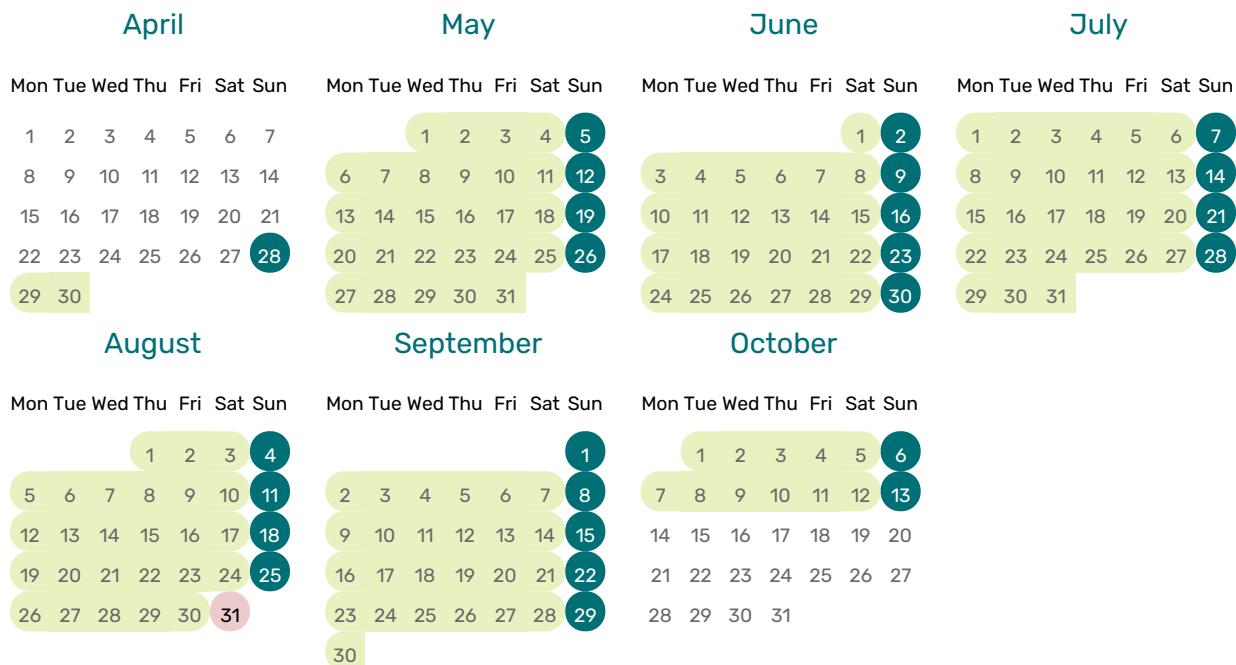 April May June July
Mon Tue Wed Thu Fri Sat Sun Mon Tue Wed Thu Fri Sat Sun Mon Tue Wed Thu Fri Sat Sun Mon Tue Wed Thu Fri Sat Sun
1 2 3 4 5 6 7 1 2 3 4 5 1 2 1 2 3 4 5 6 7
8 9 10 11 12 13 14 6 7 8 9 10 11 12 3 4 5 6 7 8 9 8 9 10 11 12 13 14
15 16 17 18 19 20 21 13 14 15 16 17 18 19 10 11 12 13 14 15 16 15 16 17 18 19 20 21
22 23 24 25 26 27 28 20 21 22 23 24 25 26 17 18 19 20 21 22 23 22 23 24 25 26 27 28
29 30 27 28 29 30 31 24 25 26 27 28 29 30 29 30 31
August September October
Mon Tue Wed Thu Fri Sat Sun Mon Tue Wed Thu Fri Sat Sun Mon Tue Wed Thu Fri Sat Sun
1 2 3 4 1 1 2 3 4 5 6
5 6 7 8 9 10 11 2 3 4 5 6 7 8 7 8 9 10 11 12 13
12 13 14 15 16 17 18 9 10 11 12 13 14 15 14 15 16 17 18 19 20
19 20 21 22 23 24 25 16 17 18 19 20 21 22 21 22 23 24 25 26 27
26 27 28 29 30 31 23 24 25 26 27 28 29 28 29 30 31
30